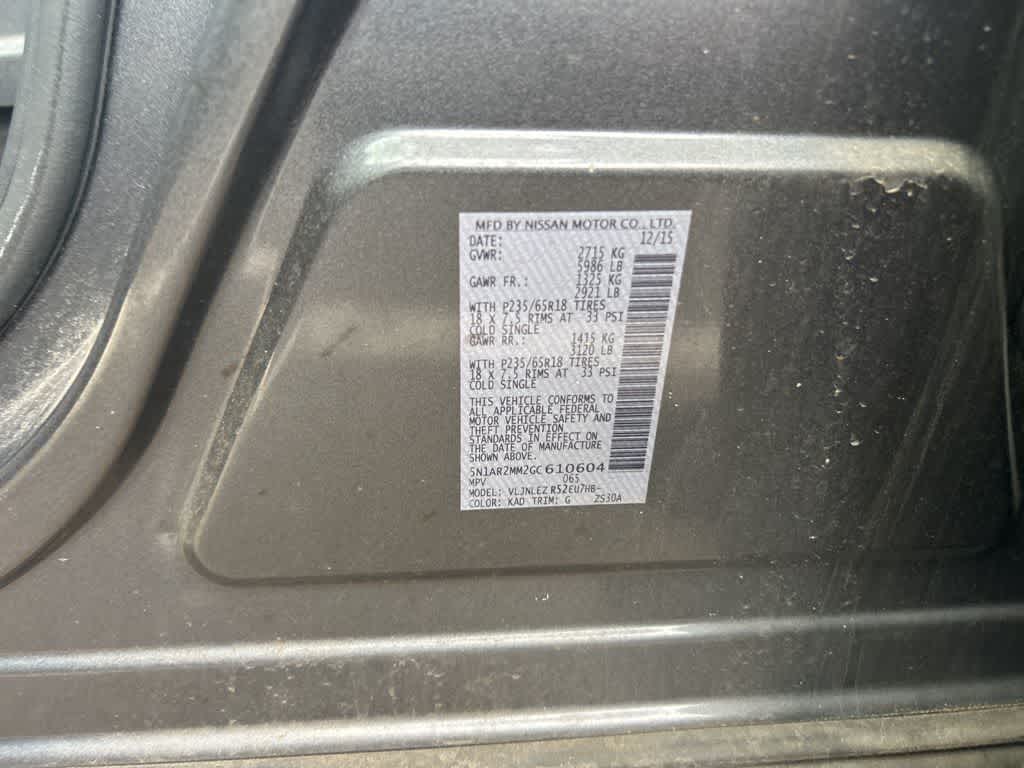 MFD BY NISSAN MOTOR CO., LTD.
DATE: 12/15
GVWR: 2715 KG
5986 LB
GAWR FR.: 1325 KG
2921 LB
WITH P235/65R18 TIRES
18 X 7.5 RIMS AT 33 PSI
COLD SINGLE
GAWR RR.: 1415 KG
3120 LB
WITH P235/65R18 TIRES
18 X 7.5 RIMS AT 33 PSI
COLD SINGLE
THIS VEHICLE CONFORMS TO
ALL APPLICABLE FEDERAL
MOTOR VEHICLE SAFETY AND
THEFT PREVENTION
STANDARDS IN EFFECT ON
THE DATE OF MANUFACTURE
SHOWN ABOVE.
5N1AR2MM2GC610604
MPV 065
MODEL: VLJNLEZ R52EU7HB-
COLOR: KAD TRIM: G 2S30A